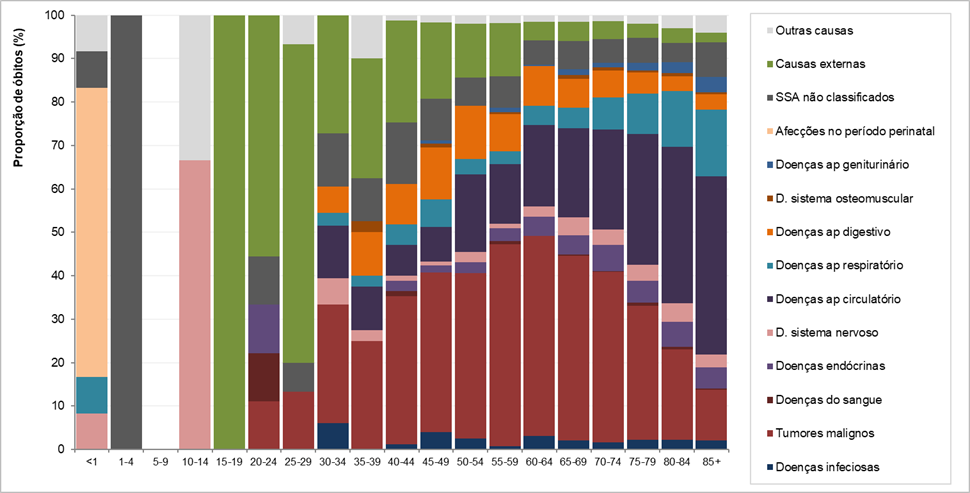 Proporção de óbitos (%)
100
90
80
70
60
50
40
30
20
10
0
<1 1-4 5-9 10-14 15-19 20-24 25-29 30-34 35-39 40-44 45-49 50-54 55-59 60-64 65-69 70-74 75-79 80-84 85+
Outras causas
Causas externas
SSA não classificados
Afecções no período perinatal
Doenças ap geniturinário
D. sistema osteomuscular
Doenças ap digestivo
Doenças ap respiratório
Doenças ap circulatório
D. sistema nervoso
Doenças endócrinas
Doenças do sangue
Tumores malignos
Doenças infeciosas